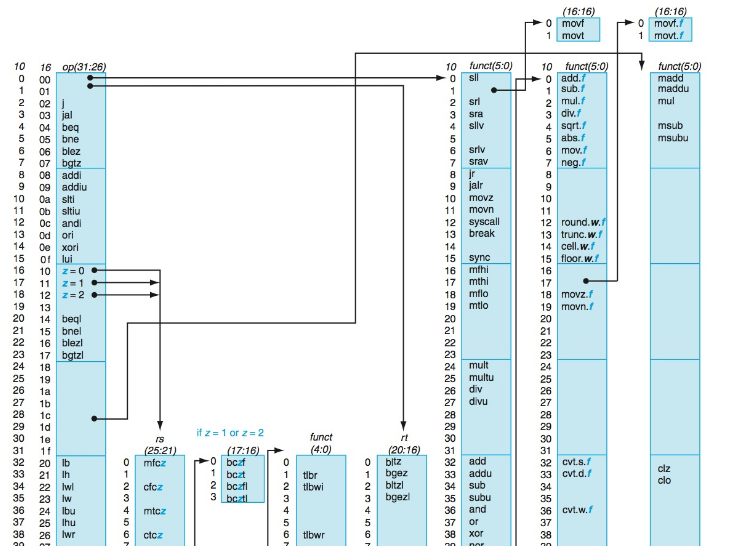 (16:16)
0 movf
1 movt
(16:16)
0 movf.f
1 movt.f
10 16 op(31:26)
0 00
1 01
2 02 j
3 03 jal
4 04 beq
5 05 bne
6 06 blez
7 07 bgtz
8 08 addi
9 09 addiu
10 0a slti
11 0b sltiu
12 0c andi
13 0d ori
14 0e xori
15 0f lui
16 10 z = 0
17 11 z = 1
18 12 z = 2
19 13
20 14 beql
21 15 bnel
22 16 blezl
23 17 bgtzl
24 18
25 19
26 1a
27 1b
28 1c
29 1d
30 1e
31 1f
32 20 lb
33 21 lh
34 22 lwl
35 23 lw
36 24 lbu
37 25 lhu
38 26 lwr
rs
(25:21)
0 mfcz
1
2 cfcz
3
4 mtcz
5
6 ctcz
7
if z = 1 or z = 2
(17:16)
0 bczf
1 bczt
2 bczfl
3 bcztl
funct
(4:0)
0
1 tlbr
2 tlbwi
3
4
5
6 tlbwr
7
rt
(20:16)
0 bltz
1 bgez
2 bltzl
3 bgezl
4
5
6
7
10 funct(5:0)
0 sll
1
2 srl
3 sra
4 sllv
5
6 srlv
7 srav
8 jr
9 jalr
10 movz
11 movn
12 syscall
13 break
14
15 sync
16 mfhi
17 mthi
18 mflo
19 mtlo
20
21
22
23
24 mult
25 multu
26 div
27 divu
28
29
30
31
32 add
33 addu
34 sub
35 subu
36 and
37 or
38 xor
39 nor
10 funct(5:0)
0 add.f
1 sub.f
2 mul.f
3 div.f
4 sqrt.f
5 abs.f
6 mov.f
7 neg.f
8
9
10
11
12 round.w.f
13 trunc.w.f
14 cell.w.f
15 floor.w.f
16
17
18 movz.f
19 movn.f
20
21
22
23
24
25
26
27
28
29
30
31
32 cvt.s.f
33 cvt.d.f
34
35
36 cvt.w.f
37
38
39
funct(5:0)
madd
maddu
mul
msub
msubu
clz
clo